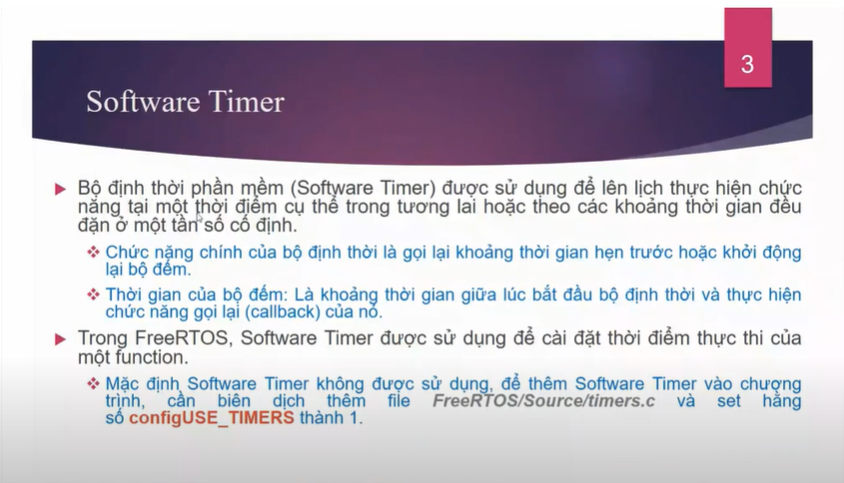 3
Software Timer
Bộ định thời phần mềm (Software Timer) được sử dụng để lên lịch thực hiện chức
năng tại một thời điểm cụ thể trong tương lai hoặc theo các khoảng thời gian đều
đặn ở một tần số cố định.
Chức năng chính của bộ định thời là gọi lại khoảng thời gian hẹn trước hoặc khởi động
lại bộ đếm.
Thời gian của bộ đếm: Là khoảng thời gian giữa lúc bắt đầu bộ định thời và thực hiện
chức năng gọi lại (callback) của nó.
Trong FreeRTOS, Software Timer được sử dụng để cài đặt thời điểm thực thi của
một function.
Mặc định Software Timer không được sử dụng, để thêm Software Timer vào chương
trình, cần biên dịch thêm file FreeRTOS/Source/timers.c và set hằng
số configUSE_TIMERS thành 1.